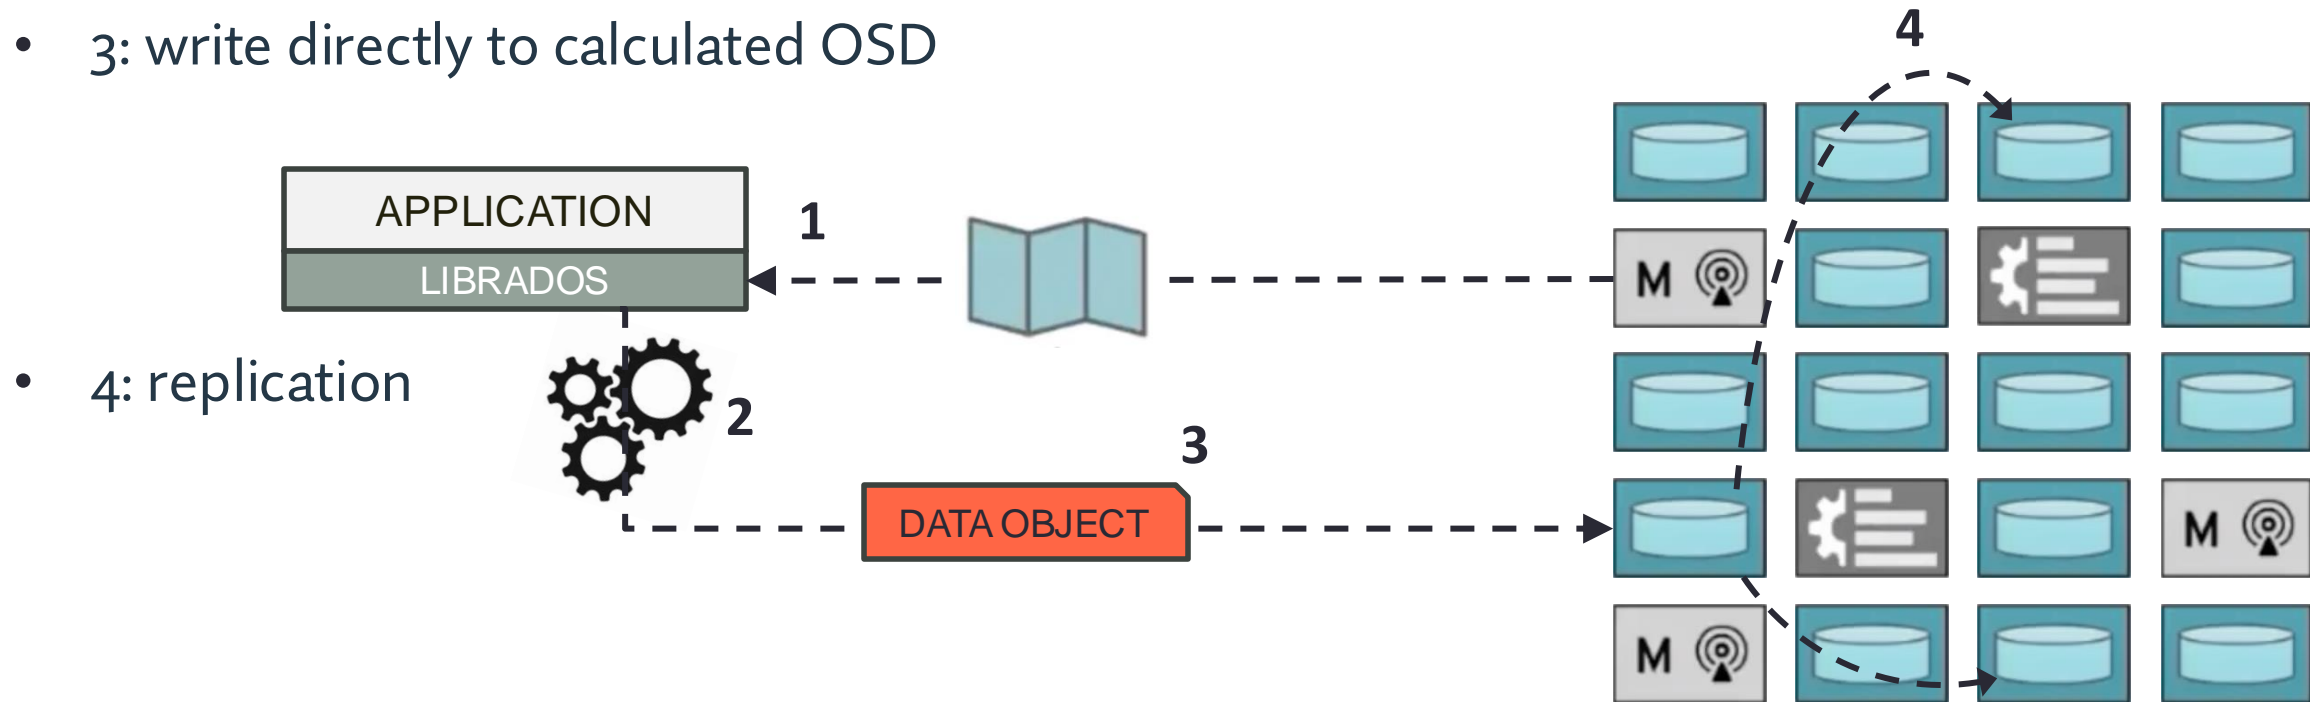 • 3: write directly to calculated OSD
4
APPLICATION
1
LIBRADOS
M
• 4: replication
2
3
DATA OBJECT
M
M